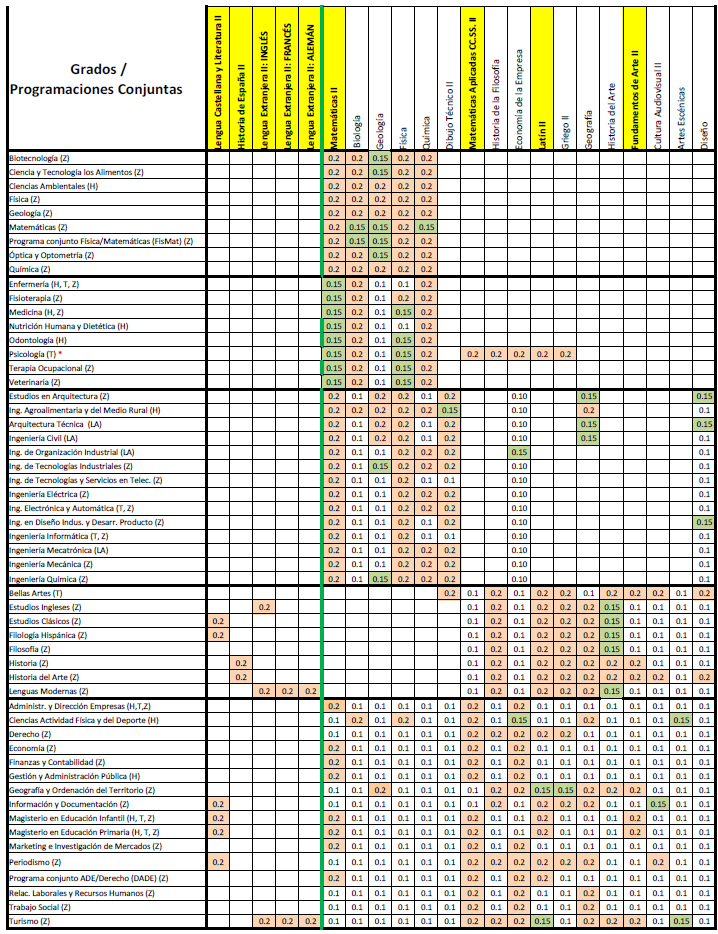 Grados /
Programaciones Conjuntas
Lengua Castellana y Literatura II
Historia de España II
Lengua Extranjera II: INGLÉS
Lengua Extranjera II: FRANCÉS
Lengua Extranjera II: ALEMÁN
Matemáticas II
Biología
Geología
Física
Química
Dibujo Técnico II
Matemáticas Aplicadas CC.SS. II
Historia de la Filosofía
Economía de la Empresa
Latín II
Griego II
Geografía
Historia del Arte
Fundamentos de Arte II
Cultura Audiovisual II
Artes Escénicas
Diseño
Biotecnología (Z) 0.2 0.2 0.15 0.2 0.2
Ciencia y Tecnología los Alimentos (Z) 0.2 0.2 0.15 0.2 0.2
Ciencias Ambientales (H) 0.2 0.2 0.2 0.2 0.2
Física (Z) 0.2 0.2 0.2 0.2 0.2
Geología (Z) 0.2 0.2 0.2 0.2 0.2
Matemáticas (Z) 0.2 0.15 0.15 0.2 0.15
Programa conjunto Física/Matemáticas (FisMat) (Z) 0.2 0.15 0.15 0.2 0.2
Óptica y Optometría (Z) 0.2 0.2 0.15 0.2 0.2
Química (Z) 0.2 0.2 0.2 0.2 0.2
Enfermería (H, T, Z) 0.15 0.2 0.1 0.1 0.2
Fisioterapia (Z) 0.15 0.2 0.1 0.2 0.2
Medicina (H, Z) 0.15 0.2 0.1 0.15 0.2
Nutrición Humana y Dietética (H) 0.15 0.2 0.1 0.1 0.2
Odontología (H) 0.15 0.2 0.1 0.15 0.2
Psicología (T) * 0.15 0.2 0.1 0.15 0.2 0.2 0.2 0.2 0.2 0.2
Terapia Ocupacional (Z) 0.15 0.2 0.1 0.15 0.2
Veterinaria (Z) 0.15 0.2 0.1 0.15 0.2
Estudios en Arquitectura (Z) 0.2 0.1 0.2 0.2 0.1 0.2 0.10 0.15 0.15
Ing. Agroalimentaria y del Medio Rural (H) 0.2 0.2 0.2 0.2 0.2 0.15 0.10 0.2 0.1
Arquitectura Técnica (LA) 0.2 0.1 0.2 0.2 0.1 0.2 0.10 0.15 0.15
Ingeniería Civil (LA) 0.2 0.1 0.2 0.2 0.1 0.2 0.10 0.15 0.1
Ing. de Organización Industrial (LA) 0.2 0.1 0.1 0.2 0.2 0.2 0.15 0.1
Ing. de Tecnologías Industriales (Z) 0.2 0.1 0.15 0.2 0.2 0.2 0.10 0.1
Ing. de Tecnologías y Servicios en Telec. (Z) 0.2 0.1 0.1 0.2 0.1 0.1 0.10 0.1
Ingeniería Eléctrica (Z) 0.2 0.1 0.1 0.2 0.2 0.2 0.10 0.1
Ing. Electrónica y Automática (T, Z) 0.2 0.1 0.1 0.2 0.2 0.2 0.10 0.1
Ing. en Diseño Indus. y Desarr. Producto (Z) 0.2 0.1 0.1 0.2 0.1 0.2 0.10 0.15
Ingeniería Informática (T, Z) 0.2 0.1 0.1 0.2 0.1 0.1 0.10 0.1
Ingeniería Mecatrónica (LA) 0.2 0.1 0.1 0.2 0.2 0.2 0.10 0.1
Ingeniería Mecánica (Z) 0.2 0.1 0.1 0.2 0.2 0.2 0.10 0.1
Ingeniería Química (Z) 0.2 0.1 0.15 0.2 0.2 0.2 0.10 0.1
Bellas Artes (T) 0.2 0.1 0.2 0.1 0.2 0.2 0.1 0.2 0.2 0.2 0.1 0.2
Estudios Ingleses (Z) 0.2 0.1 0.2 0.1 0.2 0.2 0.2 0.15 0.1 0.1 0.1 0.1
Estudios Clásicos (Z) 0.2 0.1 0.2 0.1 0.2 0.2 0.2 0.15 0.1 0.1 0.1 0.1
Filología Hispánica (Z) 0.2 0.1 0.2 0.1 0.2 0.2 0.2 0.15 0.1 0.1 0.1 0.1
Filosofía (Z) 0.1 0.2 0.1 0.2 0.2 0.2 0.15 0.1 0.1 0.1 0.1
Historia (Z) 0.2 0.1 0.2 0.1 0.2 0.2 0.2 0.2 0.2 0.1 0.1 0.1
Historia del Arte (Z) 0.2 0.1 0.2 0.1 0.2 0.2 0.2 0.2 0.2 0.2 0.1 0.2
Lenguas Modernas (Z) 0.2 0.2 0.2 0.1 0.2 0.1 0.2 0.2 0.2 0.15 0.1 0.1 0.1 0.1
Administr. y Dirección Empresas (H,T,Z) 0.2 0.1 0.1 0.1 0.1 0.1 0.2 0.1 0.2 0.1 0.1 0.1 0.1 0.1 0.1 0.1 0.1
Ciencias Actividad Física y del Deporte (H) 0.1 0.2 0.1 0.2 0.1 0.1 0.2 0.1 0.15 0.1 0.1 0.2 0.1 0.1 0.1 0.15 0.1
Derecho (Z) 0.1 0.1 0.1 0.1 0.1 0.1 0.2 0.2 0.2 0.2 0.2 0.1 0.1 0.1 0.1 0.1 0.1
Economía (Z) 0.2 0.1 0.1 0.1 0.1 0.1 0.2 0.1 0.2 0.1 0.1 0.1 0.1 0.1 0.1 0.1 0.1
Finanzas y Contabilidad (Z) 0.2 0.1 0.1 0.1 0.1 0.1 0.2 0.1 0.2 0.1 0.1 0.1 0.1 0.1 0.1 0.1 0.1
Gestión y Administración Pública (H) 0.2 0.1 0.1 0.1 0.1 0.1 0.2 0.1 0.2 0.1 0.1 0.1 0.1 0.1 0.1 0.1 0.1
Geografía y Ordenación del Territorio (Z) 0.1 0.1 0.2 0.1 0.1 0.1 0.2 0.2 0.2 0.15 0.15 0.2 0.2 0.2 0.1 0.1 0.1
Información y Documentación (Z) 0.2 0.1 0.1 0.1 0.1 0.1 0.1 0.2 0.2 0.1 0.2 0.2 0.2 0.1 0.1 0.15 0.1 0.1
Magisterio en Educación Infantil (H, T, Z) 0.2 0.2 0.1 0.1 0.1 0.1 0.1 0.2 0.1 0.1 0.2 0.1 0.1 0.1 0.2 0.1 0.1 0.1
Magisterio en Educación Primaria (H, T, Z) 0.2 0.2 0.1 0.1 0.1 0.1 0.1 0.2 0.1 0.1 0.2 0.1 0.1 0.1 0.2 0.1 0.1 0.1
Marketing e Investigación de Mercados (Z) 0.2 0.1 0.1 0.1 0.1 0.1 0.2 0.1 0.2 0.1 0.1 0.1 0.1 0.1 0.1 0.1 0.1
Periodismo (Z) 0.2 0.1 0.1 0.1 0.1 0.1 0.1 0.2 0.2 0.2 0.2 0.2 0.2 0.2 0.2 0.2 0.1 0.1
Programa conjunto ADE/Derecho (DADE) (Z) 0.2 0.1 0.1 0.1 0.1 0.1 0.2 0.1 0.2 0.2 0.1 0.1 0.1 0.1 0.1 0.1 0.1
Relac. Laborales y Recursos Humanos (Z) 0.1 0.1 0.1 0.1 0.1 0.1 0.2 0.1 0.2 0.1 0.1 0.2 0.1 0.1 0.1 0.1 0.1
Trabajo Social (Z) 0.1 0.1 0.1 0.1 0.1 0.1 0.2 0.1 0.2 0.1 0.1 0.2 0.1 0.1 0.1 0.1 0.1
Turismo (Z) 0.2 0.2 0.2 0.1 0.1 0.1 0.1 0.1 0.1 0.2 0.2 0.2 0.15 0.1 0.2 0.2 0.2 0.1 0.15 0.1